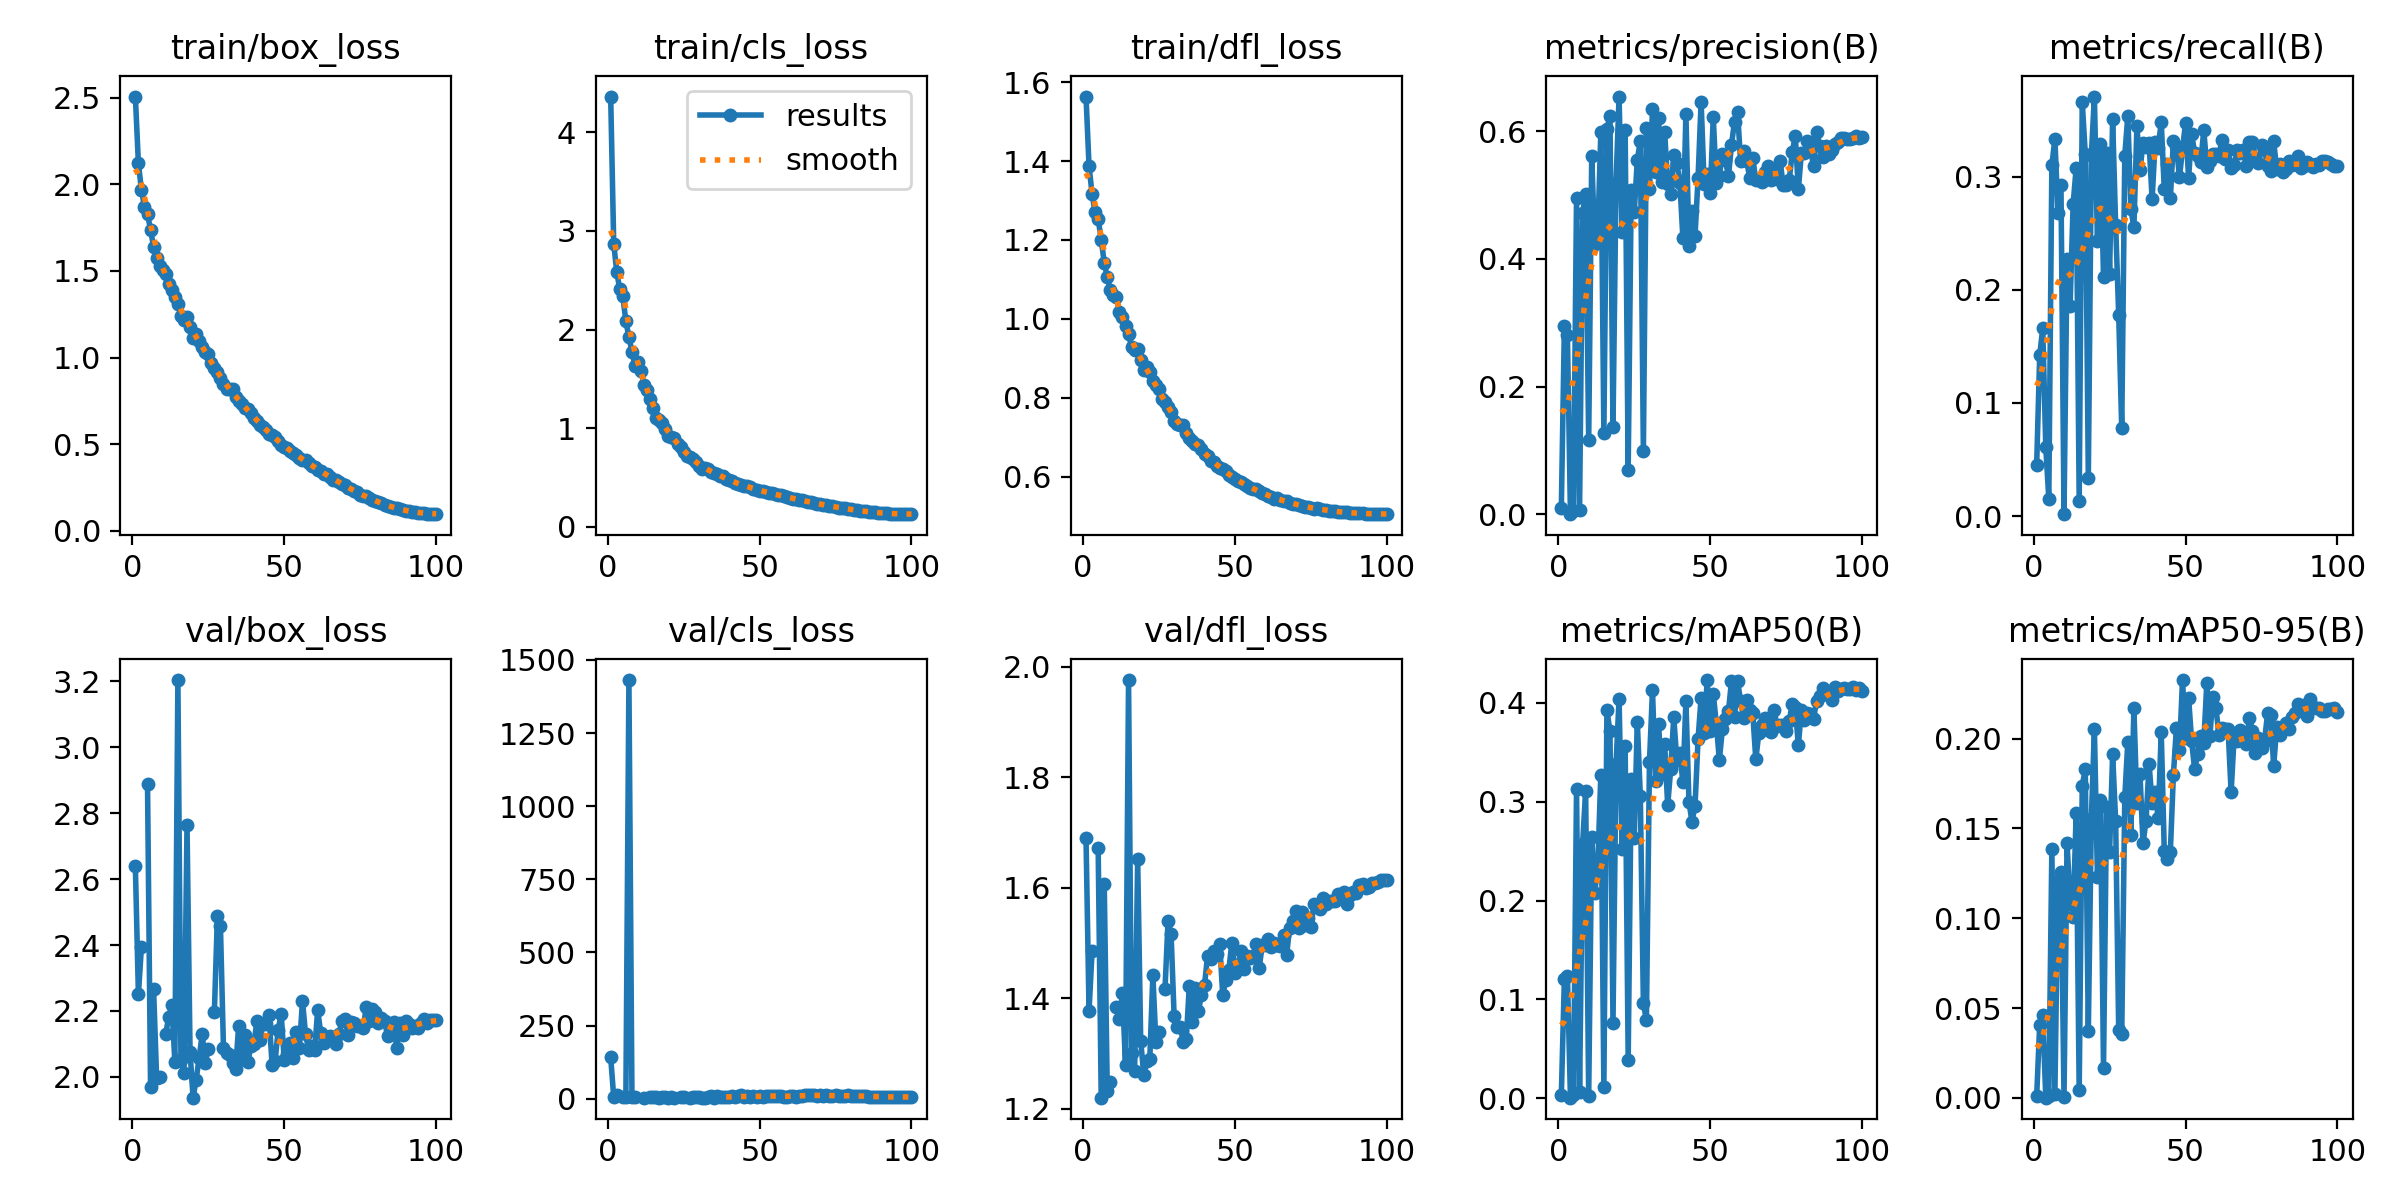 train/box_loss
2.5
2.0
1.5
1.0
0.5
0.0
0 50 100
train/cls_loss
results
smooth
4
3
2
1
0
0 50 100
train/dfl_loss
1.6
1.4
1.2
1.0
0.8
0.6
0 50 100
metrics/precision(B)
0.6
0.4
0.2
0.0
0 50 100
metrics/recall(B)
0.3
0.2
0.1
0.0
0 50 100
val/box_loss
3.2
3.0
2.8
2.6
2.4
2.2
2.0
0 50 100
val/cls_loss
1500
1250
1000
750
500
250
0
0 50 100
val/dfl_loss
2.0
1.8
1.6
1.4
1.2
0 50 100
metrics/mAP50(B)
0.4
0.3
0.2
0.1
0.0
0 50 100
metrics/mAP50-95(B)
0.20
0.15
0.10
0.05
0.00
0 50 100